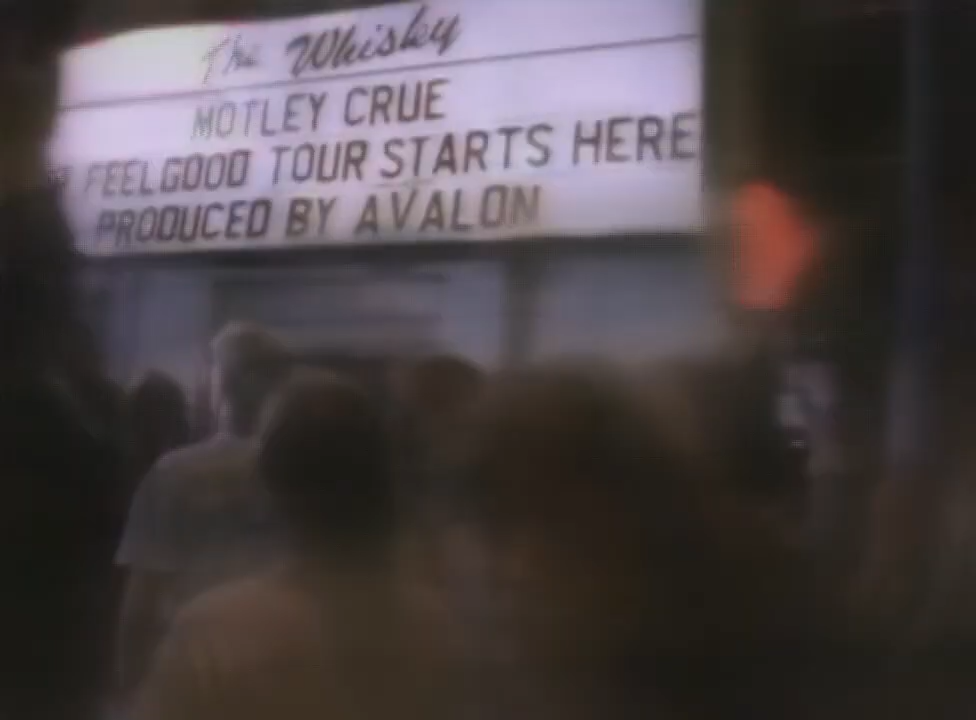 The Whisky
MOTLEY CRUE
R FEELGOOD TOUR STARTS HERE
PRODUCED BY AVALON